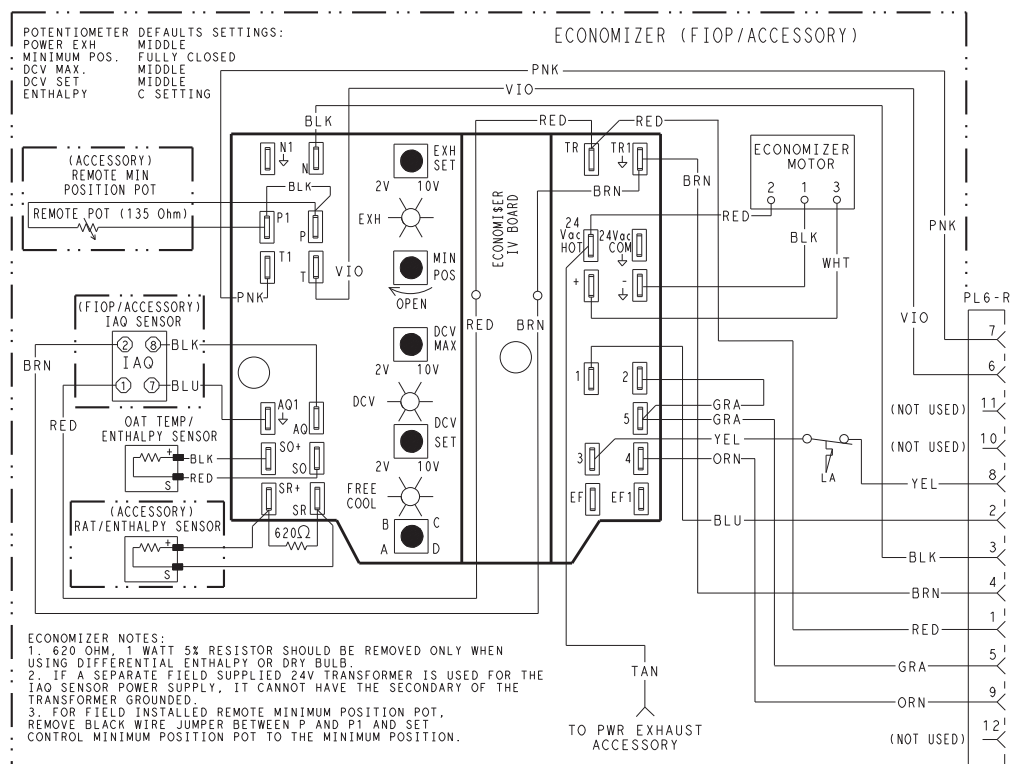 POTENTIOMETER DEFAULTS SETTINGS:
POWER EXH MIDDLE
MINIMUM POS. FULLY CLOSED
DCV MAX. MIDDLE
DCV SET MIDDLE
ENTHALPY C SETTING
ECONOMIZER (FIOP/ACCESSORY)
PNK
VIO
BLK
RED
RED
(ACCESSORY)
REMOTE MIN
POSITION POT
REMOTE POT (135 Ohm)
N1
N
BLK
P1
P
T1
T
VIO
PNK
EXH
SET
2V 10V
EXH
MIN
POS
OPEN
DCV
MAX
2V 10V
DCV
DCV
SET
2V 10V
FREE
COOL
B C
A D
ECONOMI$ER
IV BOARD
RED
BRN
TR
TR1
BRN
BRN
24
Vac
HOT
24Vac
COM
+
-
ECONOMIZER
MOTOR
2 1 3
RED
BLK
WHT
PNK
VIO
PL6-R
(FIOP/ACCESSORY)
IAQ SENSOR
2 8
BLK
IAQ
1 7
BLU
BRN
RED
OAT TEMP/
ENTHALPY SENSOR
+
BLK
S
RED
AQ1
AQ
SO+
SO
SR+
SR
620Ω
(ACCESSORY)
RAT/ENTHALPY SENSOR
+
S
1
2
5
3
4
EF
EF1
GRA
GRA
YEL
ORN
BLU
LA
7
6
(NOT USED) 11
(NOT USED) 10
YEL 8
2
BLK 3
BRN 4
RED 1
GRA 5
ORN 9
(NOT USED) 12
TAN
TO PWR EXHAUST
ACCESSORY
ECONOMIZER NOTES:
1. 620 OHM, 1 WATT 5% RESISTOR SHOULD BE REMOVED ONLY WHEN
USING DIFFERENTIAL ENTHALPY OR DRY BULB.
2. IF A SEPARATE FIELD SUPPLIED 24V TRANSFORMER IS USED FOR THE
IAQ SENSOR POWER SUPPLY, IT CANNOT HAVE THE SECONDARY OF THE
TRANSFORMER GROUNDED.
3. FOR FIELD INSTALLED REMOTE MINIMUM POSITION POT,
REMOVE BLACK WIRE JUMPER BETWEEN P AND P1 AND SET
CONTROL MINIMUM POSITION POT TO THE MINIMUM POSITION.